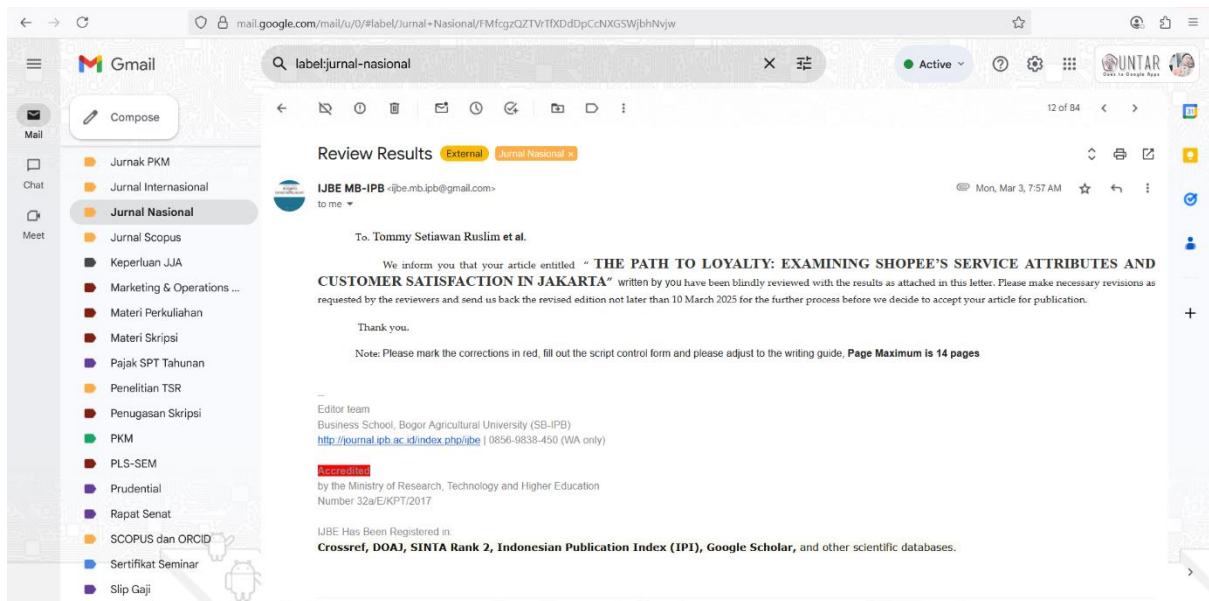 mail.google.com/mail/u/0/#label/Jurnal+Nasional/FMfcgzQZTVrTfXDdDpCcNXGSWjbhNvjw
Gmail
label:jurnal-nasional
Active
UNTAR
Mail
Chat
Meet
Compose
Jurnak PKM
Jurnal Internasional
Jurnal Nasional
Jurnal Scopus
Keperluan JJA
Marketing & Operations ...
Materi Perkuliahan
Materi Skripsi
Pajak SPT Tahunan
Penelitian TSR
Penugasan Skripsi
PKM
PLS-SEM
Prudential
Rapat Senat
SCOPUS dan ORCID
Sertifikat Seminar
Slip Gaji
12 of 84
Review Results External Jurnal Nasional ×
IJBE MB-IPB <ijbe.mb.ipb@gmail.com>
Mon, Mar 3, 7:57 AM
to me
To. Tommy Setiawan Ruslim et al.
We inform you that your article entitled “ THE PATH TO LOYALTY: EXAMINING SHOPEE'S SERVICE ATTRIBUTES AND
CUSTOMER SATISFACTION IN JAKARTA” written by you have been blindly reviewed with the results as attached in this letter. Please make necessary revisions as
requested by the reviewers and send us back the revised edition not later than 10 March 2025 for the further process before we decide to accept your article for publication.
Thank you.
Note: Please mark the corrections in red, fill out the script control form and please adjust to the writing guide, Page Maximum is 14 pages
--
Editor team
Business School, Bogor Agricultural University (SB-IPB)
http://journal.ipb.ac.id/index.php/ijbe | 0856-9838-450 (WA only)
Accredited
by the Ministry of Research, Technology and Higher Education
Number 32a/E/KPT/2017
IJBE Has Been Registered in:
Crossref, DOAJ, SINTA Rank 2, Indonesian Publication Index (IPI), Google Scholar, and other scientific databases.